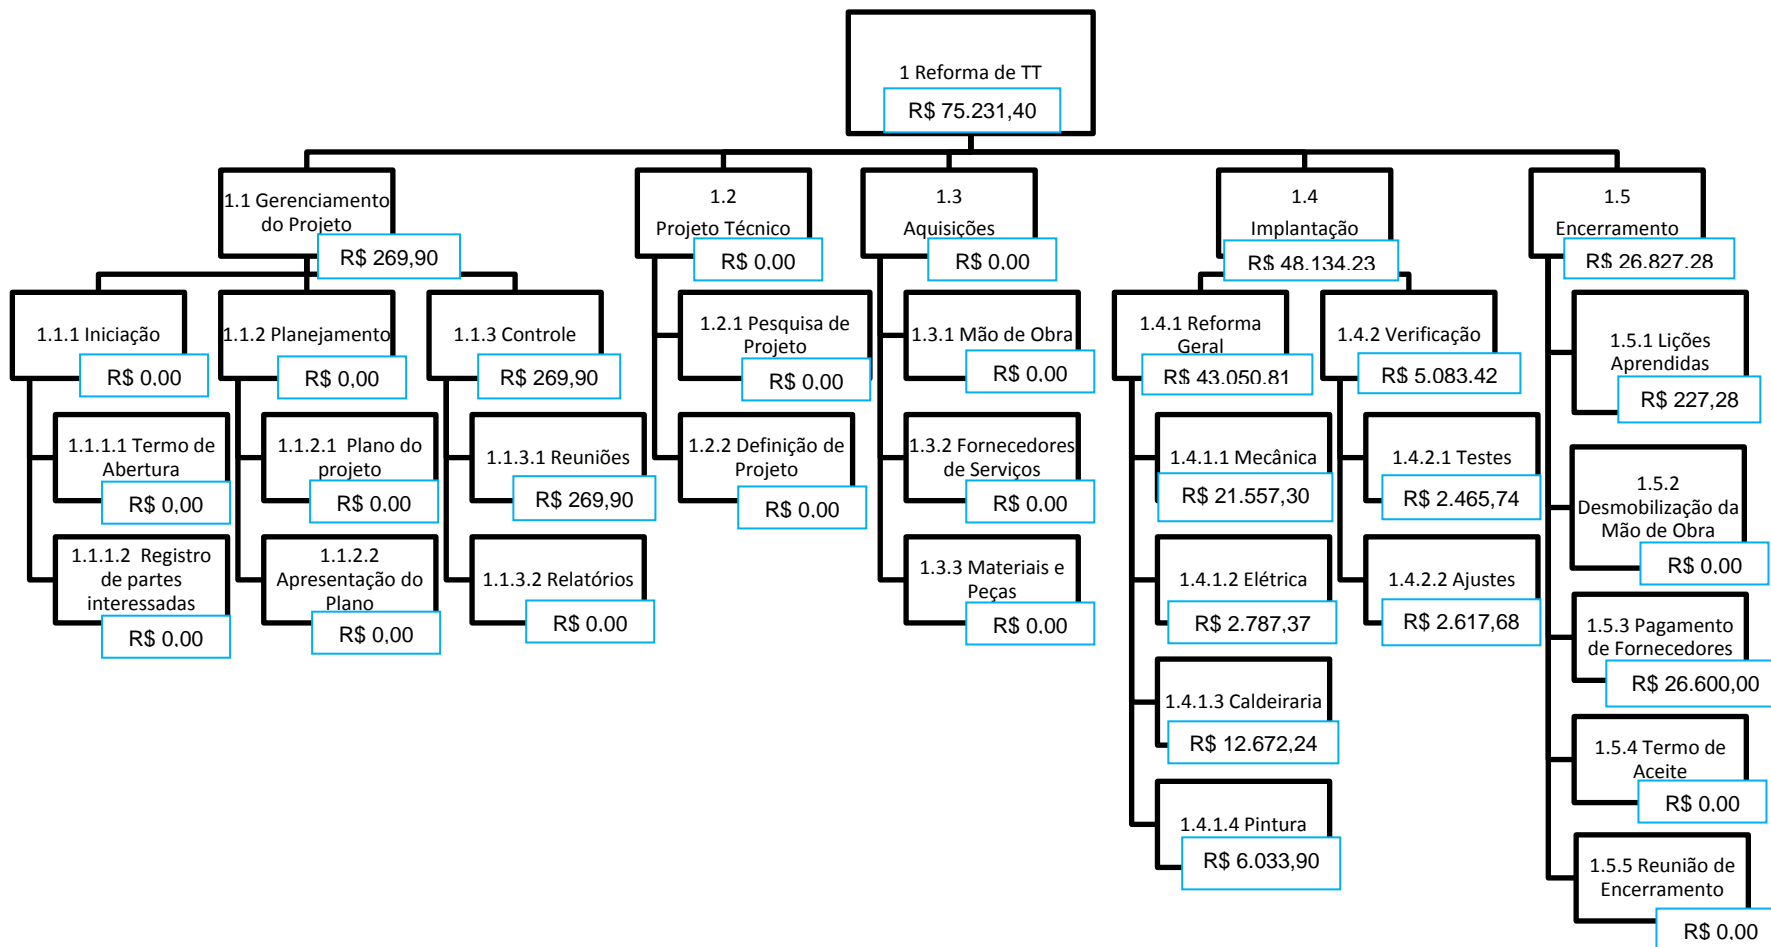 1 Reforma de TT
R$ 75.231,40
1.1 Gerenciamento
do Projeto
R$ 269,90
1.2
Projeto Técnico
R$ 0,00
1.3
Aquisições
R$ 0,00
1.4
Implantação
R$ 48.134,23
1.5
Encerramento
R$ 26.827,28
1.1.1 Iniciação
R$ 0,00
1.1.2 Planejamento
R$ 0,00
1.1.3 Controle
R$ 269,90
1.1.1.1 Termo de
Abertura
R$ 0,00
1.1.1.2 Registro
de partes
interessadas
R$ 0,00
1.1.2.1 Plano do
projeto
R$ 0,00
1.1.2.2
Apresentação do
Plano
R$ 0,00
1.1.3.1 Reuniões
R$ 269,90
1.1.3.2 Relatórios
R$ 0,00
1.2.1 Pesquisa de
Projeto
R$ 0,00
1.2.2 Definição de
Projeto
R$ 0,00
1.3.1 Mão de Obra
R$ 0,00
1.3.2 Fornecedores
de Serviços
R$ 0,00
1.3.3 Materiais e
Peças
R$ 0,00
1.4.1 Reforma
Geral
R$ 43.050,81
1.4.2 Verificação
R$ 5.083,42
1.4.1.1 Mecânica
R$ 21.557,30
1.4.1.2 Elétrica
R$ 2.787,37
1.4.1.3 Caldeiraria
R$ 12.672,24
1.4.1.4 Pintura
R$ 6.033,90
1.4.2.1 Testes
R$ 2.465,74
1.4.2.2 Ajustes
R$ 2.617,68
1.5.1 Lições
Aprendidas
R$ 227,28
1.5.2
Desmobilização da
Mão de Obra
R$ 0,00
1.5.3 Pagamento
de Fornecedores
R$ 26.600,00
1.5.4 Termo de
Aceite
R$ 0,00
1.5.5 Reunião de
Encerramento
R$ 0,00